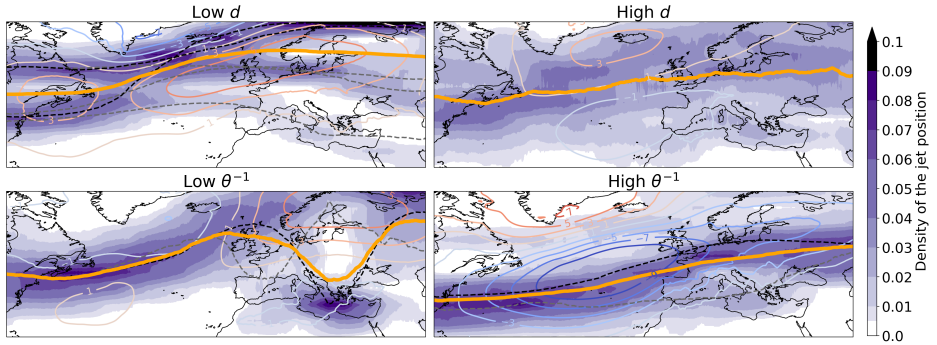 Low d
High d
Low θ⁻¹
High θ⁻¹
0.1
0.09
0.08
0.07
0.06
0.05
0.04
0.03
0.02
0.01
0.0
Density of the jet position